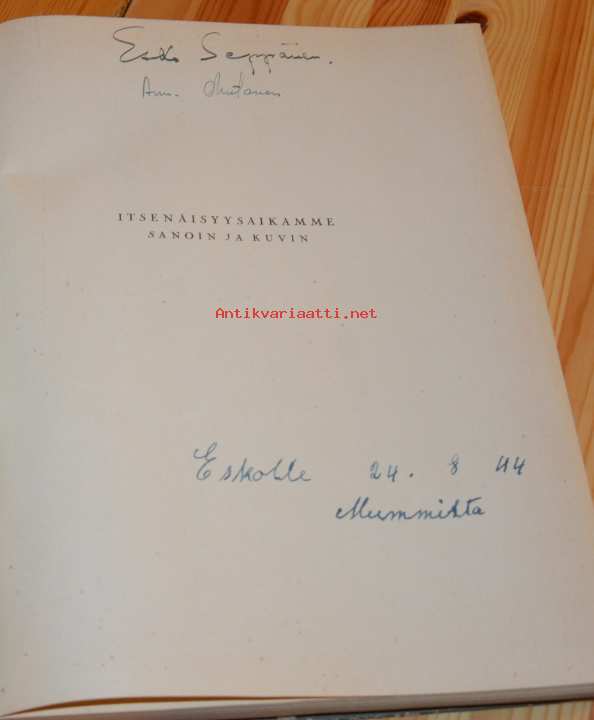 Esko Seppänen.
ITSENÄISYYSAIKAMME
SANOIN JA KUVIN
Antikvariaatti.net
Eskolle 24. 8 44
Mummilta